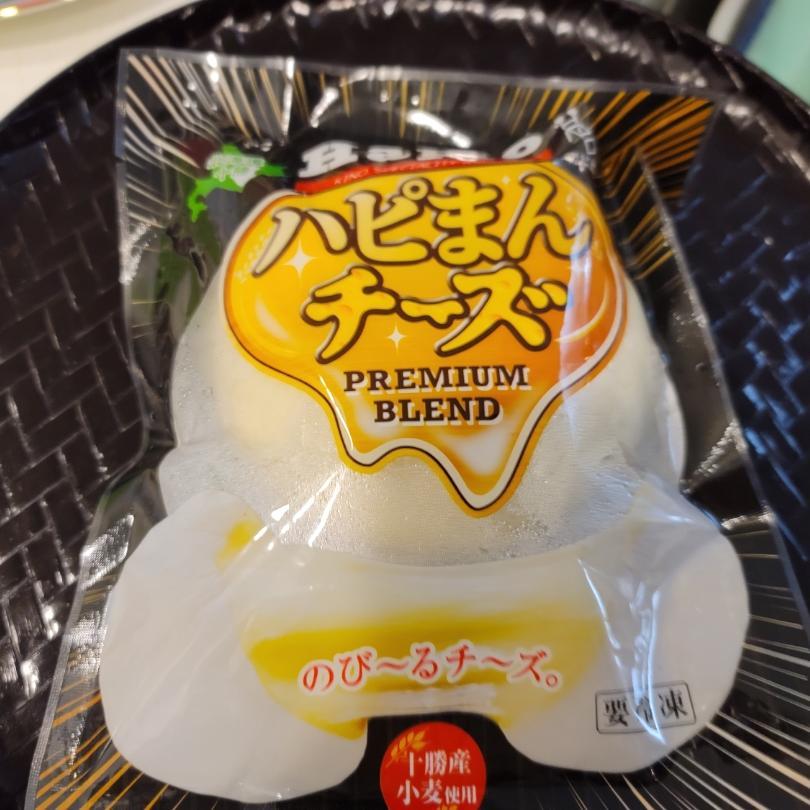 ハピまん
チーズ
PREMIUM
BLEND
のび〜るチ〜ズ。
要冷凍
十勝産
小麦使用